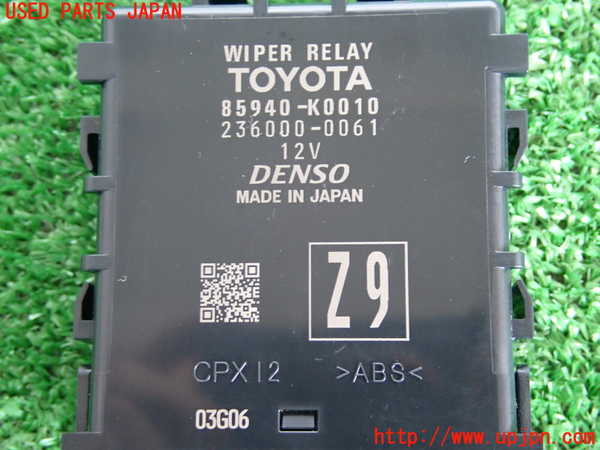 USED PARTS JAPAN
WIPER RELAY
TOYOTA
85940-K0010
236000-0061
12V
DENSO
MADE IN JAPAN
Z9
CPX12 >ABS<
03G06
http://www.upjpn.com/